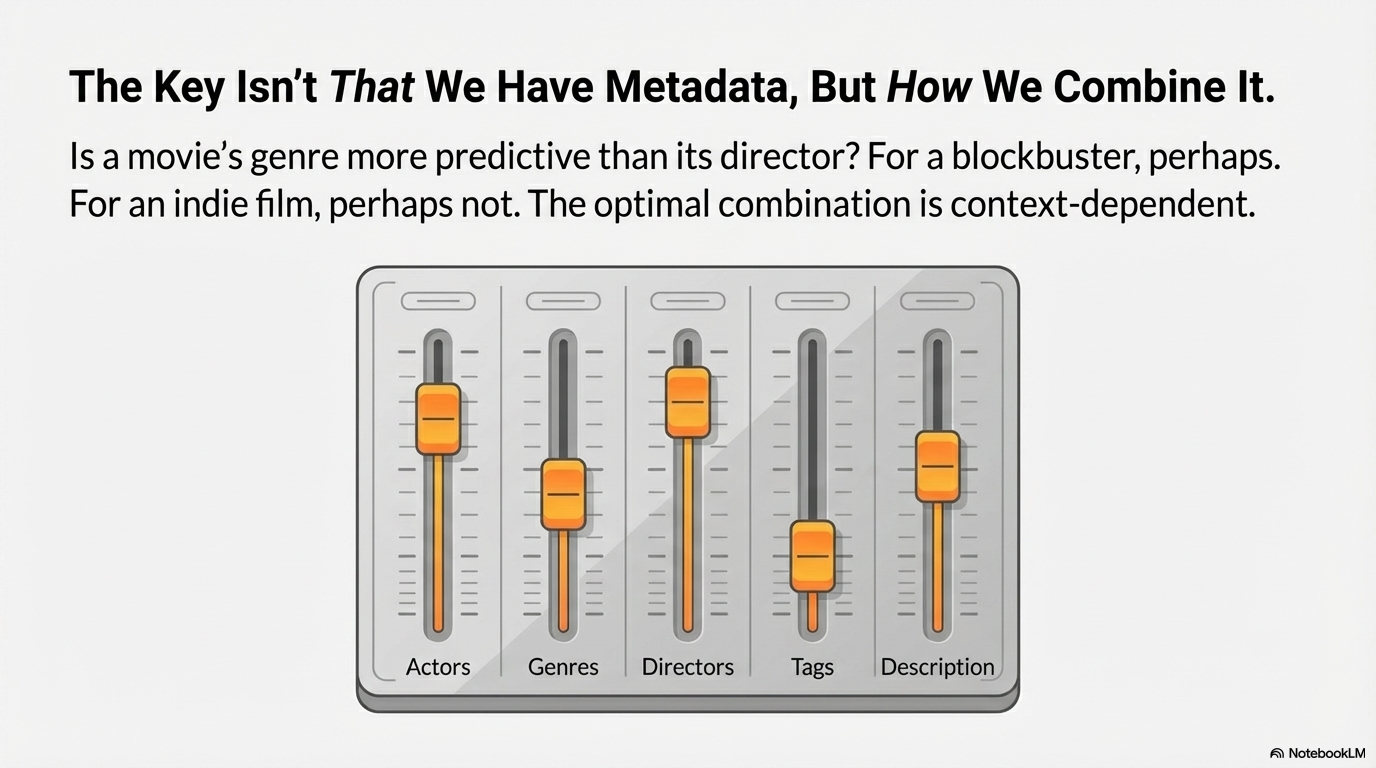 The Key Isn’t That We Have Metadata, But How We Combine It.
Is a movie’s genre more predictive than its director? For a blockbuster, perhaps.
For an indie film, perhaps not. The optimal combination is context-dependent.
Actors
Genres
Directors
Tags
Description
NotebookLM